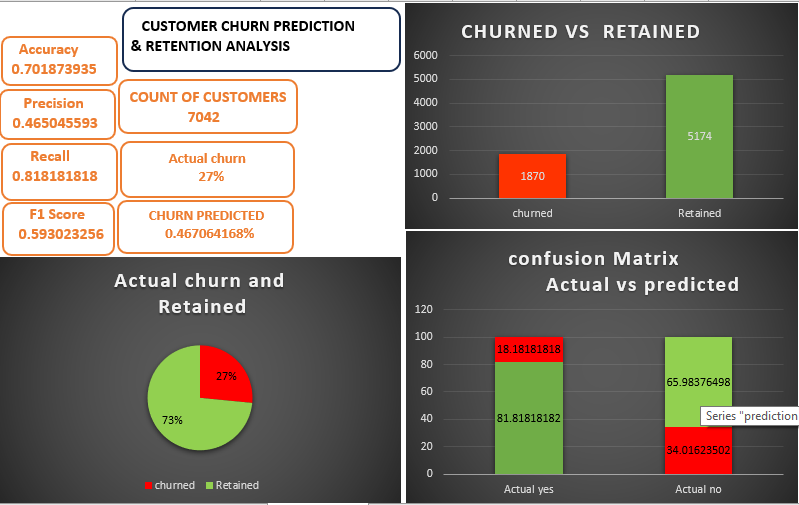 CUSTOMER CHURN PREDICTION
& RETENTION ANALYSIS
Accuracy
0.701873935
Precision
0.465045593
Recall
0.818181818
F1 Score
0.593023256
COUNT OF CUSTOMERS
7042
Actual churn
27%
CHURN PREDICTED
0.467064168%
CHURNED VS RETAINED
6000
5000
4000
3000
2000
1000
0
1870
5174
churned
Retained
Actual churn and
Retained
27%
73%
churned
Retained
confusion Matrix
Actual vs predicted
120
100
80
60
40
20
0
18.18181818
81.81818182
65.98376498
34.01623502
Series "prediction
Actual yes
Actual no